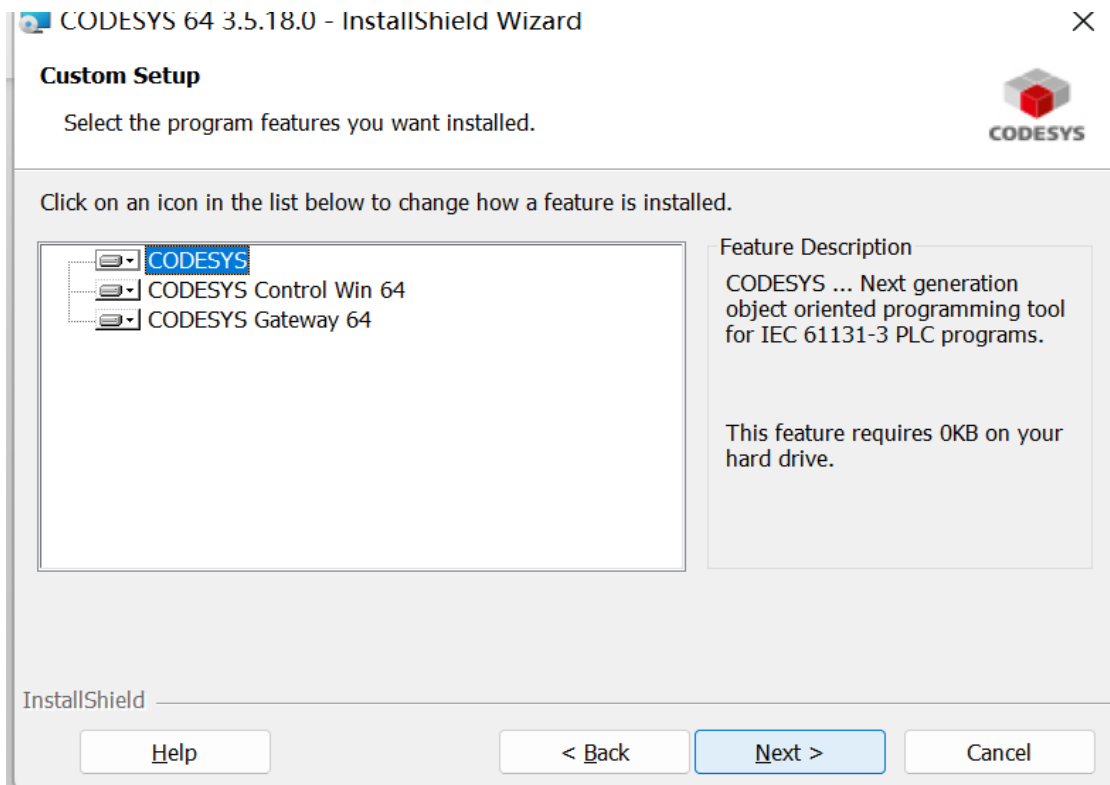 CODESYS 64 3.5.18.0 - InstallShield Wizard
Custom Setup
Select the program features you want installed.
CODESYS
Click on an icon in the list below to change how a feature is installed.
CODESYS
CODESYS Control Win 64
CODESYS Gateway 64
Feature Description
CODESYS ... Next generation
object oriented programming tool
for IEC 61131-3 PLC programs.
This feature requires 0KB on your
hard drive.
InstallShield
Help
< Back
Next >
Cancel